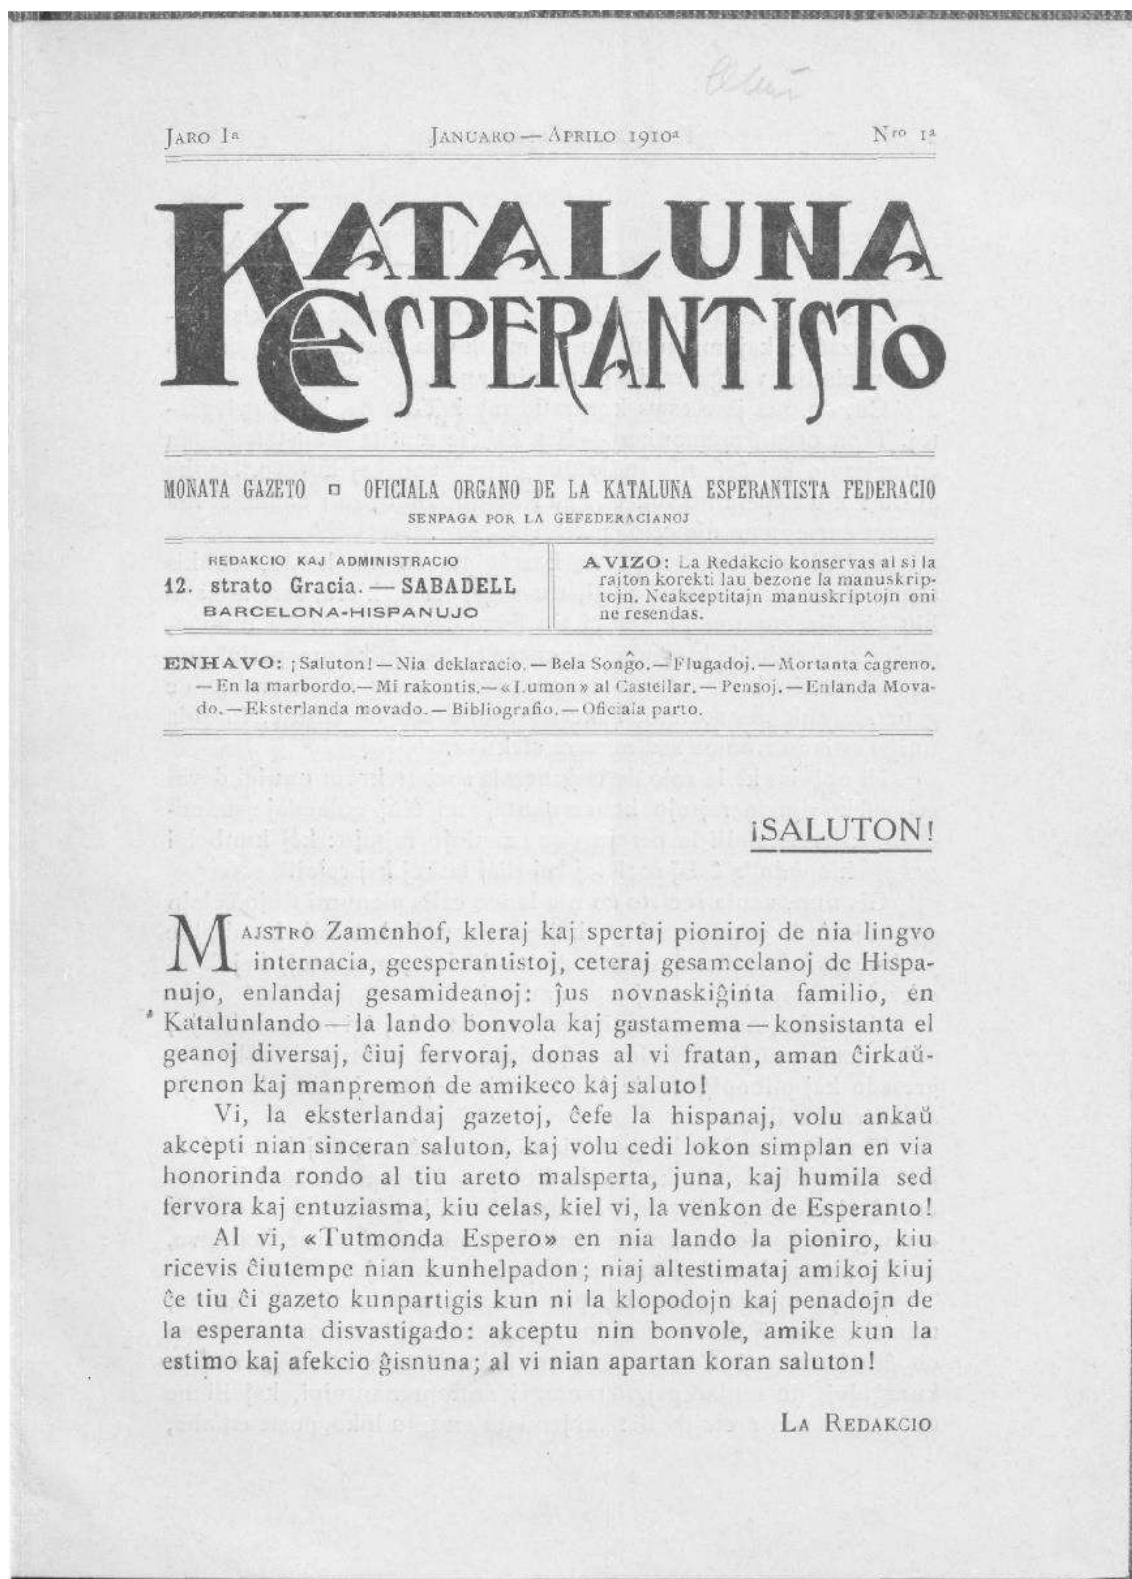 Jaro Iª Januaro — Aprilo 1910ª Nro 1ª
KATALUNA
ESPERANTISTO
MONATA GAZETO ▫ OFICIALA ORGANO DE LA KATALUNA ESPERANTISTA FEDERACIO
SENPAGA POR LA GEFEDERACIANOJ
REDAKCIO KAJ ADMINISTRACIO
12. strato Gracia. — SABADELL
BARCELONA-HISPANUJO
AVIZO: La Redakcio konservas al si la
rajton korekti lau bezone la manuskrip-
tojn. Neakceptitajn manuskriptojn oni
ne resendas.
ENHAVO: ¡Saluton! — Nia deklaracio. — Bela Sonĝo. — Flugadoj. — Mortanta ĉagreno.
— En la marbordo. — Mi rakontis. — «Lumon» al Castellar. — Pensoj. — Enlanda Mova-
do. — Eksterlanda movado. — Bibliografio. — Oficiala parto.
¡SALUTON!
MAJSTRO Zamenhof, kleraj kaj spertaj pioniroj de nia lingvo
internacia, geesperantistoj, ceteraj gesamcelanoj de Hispa-
nujo, enlandaj gesamideanoj: ĵus novnaskiĝinta familio, en
Katalunlando — la lando bonvola kaj gastamema — konsistanta el
geanoj diversaj, ĉiuj fervoraj, donas al vi fratan, aman ĉirkaŭ-
prenon kaj manpremon de amikeco kaj saluto!
Vi, la eksterlandaj gazetoj, ĉefe la hispanaj, volu ankaŭ
akcepti nian sinceran saluton, kaj volu cedi lokon simplan en via
honorinda rondo al tiu areto malsperta, juna, kaj humila sed
fervora kaj entuziasma, kiu celas, kiel vi, la venkon de Esperanto!
Al vi, «Tutmonda Espero» en nia lando la pioniro, kiu
ricevis ĉiutempe nian kunhelpadon; niaj altestimataj amikoj kiuj
ĉe tiu ĉi gazeto kunpartigis kun ni la klopodojn kaj penadojn de
la esperanta disvastigado: akceptu nin bonvole, amike kun la
estimo kaj afekcio ĝisnuna; al vi nian apartan koran saluton!
La Redakcio